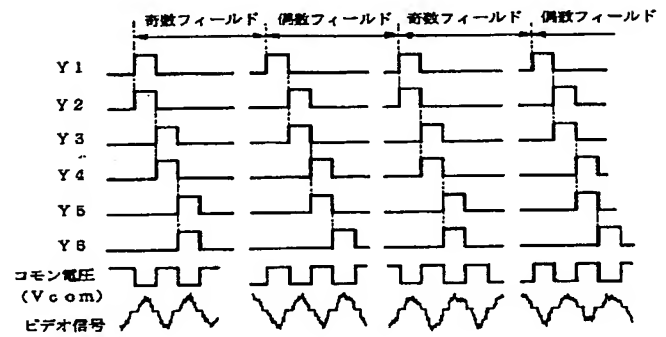 奇数フィールド 偶数フィールド 奇数フィールド 偶数フィールド
Y1
Y2
Y3
Y4
Y5
Y6
コモン電圧
(Vcom)
ビデオ信号